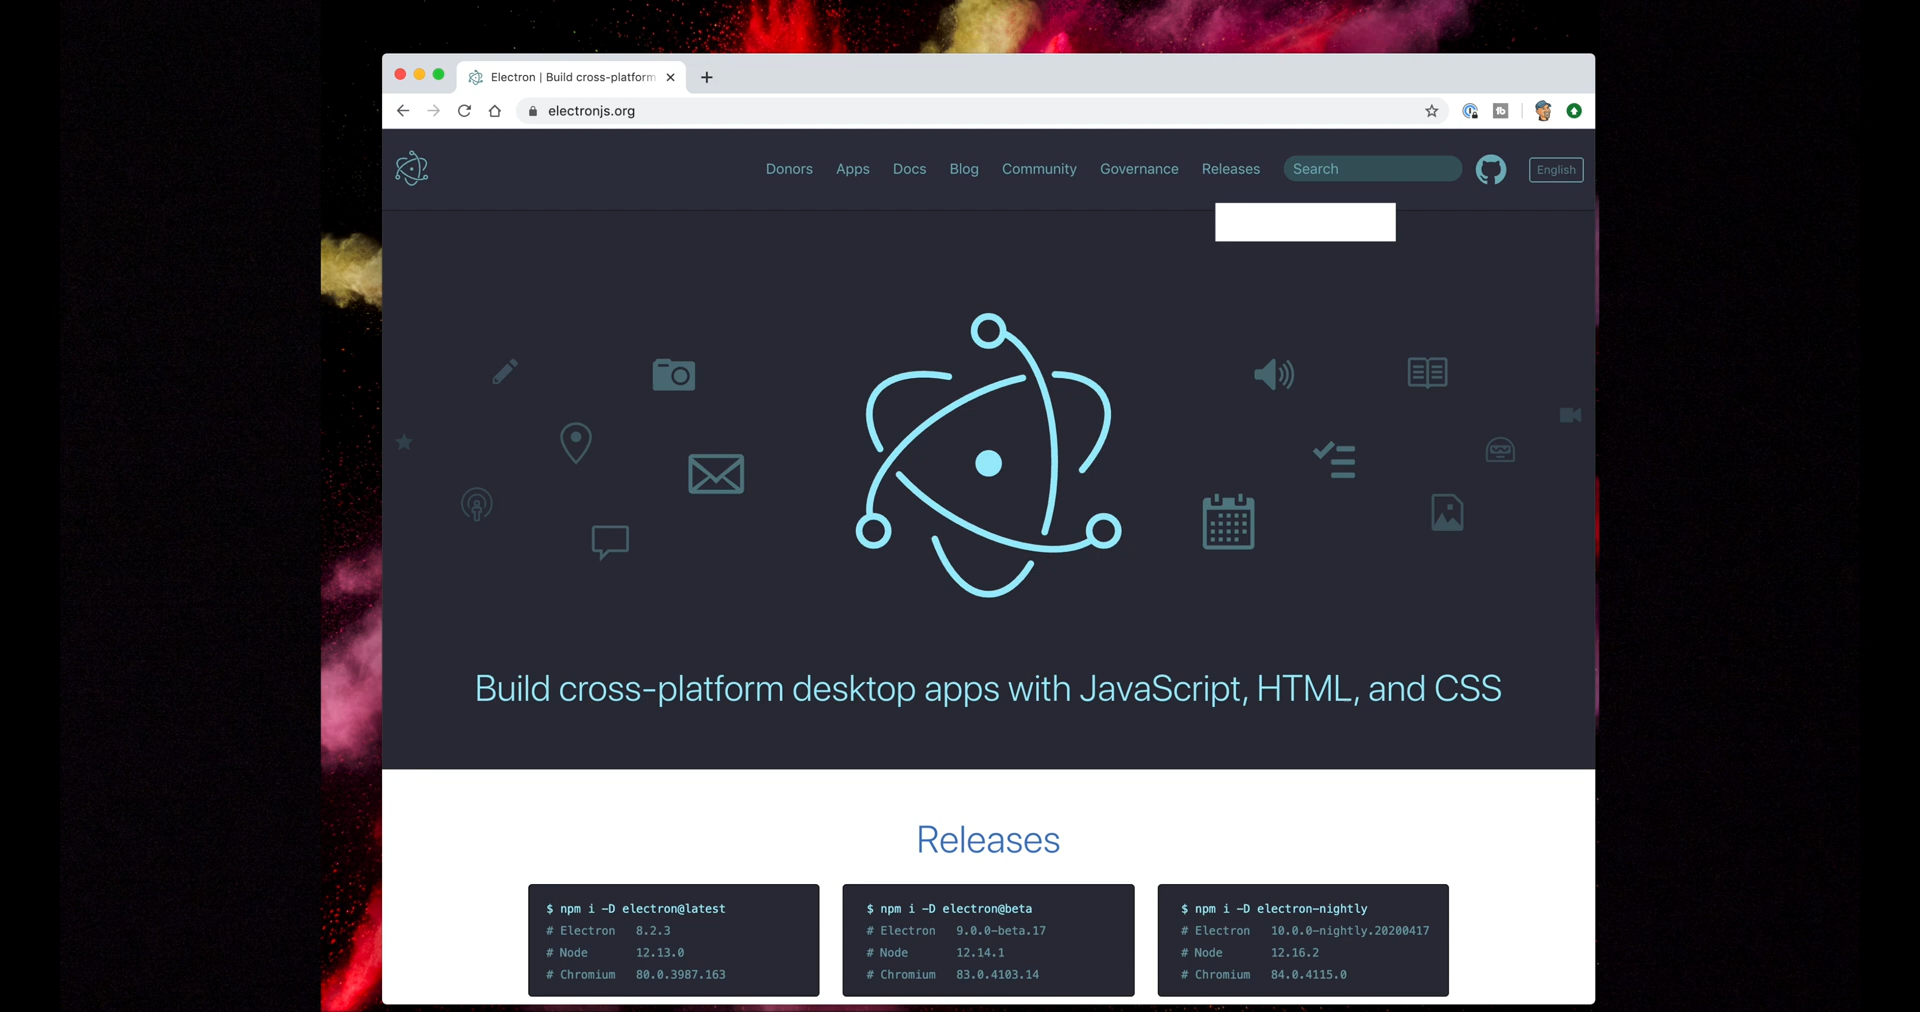 Electron | Build cross-platform
electronjs.org
Donors Apps Docs Blog Community Governance Releases Search English
Build cross-platform desktop apps with JavaScript, HTML, and CSS
Releases
$ npm i -D electron@latest
# Electron 8.2.3
# Node 12.13.0
# Chromium 80.0.3987.163
$ npm i -D electron@beta
# Electron 9.0.0-beta.17
# Node 12.14.1
# Chromium 83.0.4103.14
$ npm i -D electron-nightly
# Electron 10.0.0-nightly.20200417
# Node 12.16.2
# Chromium 84.0.4115.0